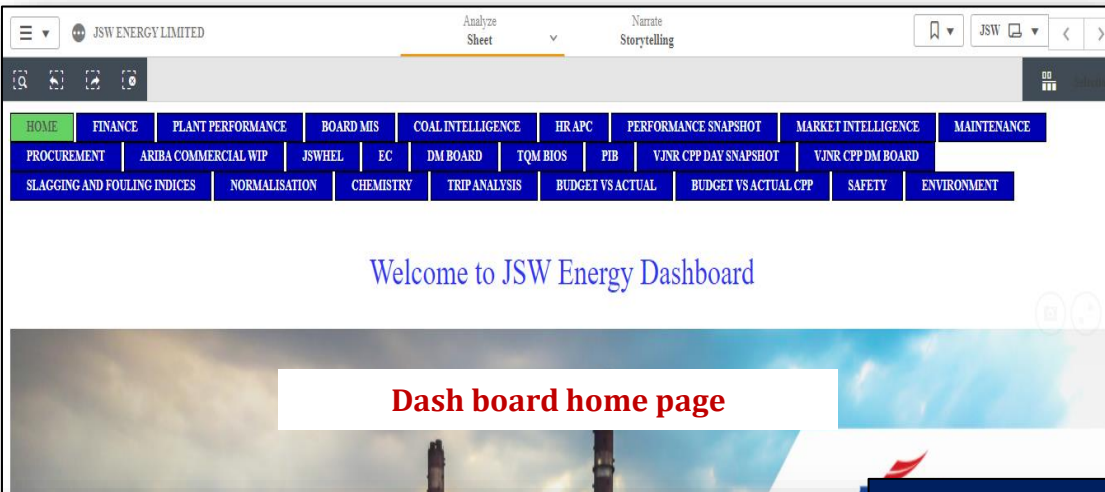 JSW ENERGY LIMITED
Analyze
Sheet
Narrate
Storytelling
JSW
HOME FINANCE PLANT PERFORMANCE BOARD MIS COAL INTELLIGENCE HR APC PERFORMANCE SNAPSHOT MARKET INTELLIGENCE MAINTENANCE
PROCUREMENT ARIBA COMMERCIAL WIP JSWHEL EC DM BOARD TQM BIOS PIB VJNR CPP DAY SNAPSHOT VJNR CPP DM BOARD
SLAGGING AND FOULING INDICES NORMALISATION CHEMISTRY TRIP ANALYSIS BUDGET VS ACTUAL BUDGET VS ACTUAL CPP SAFETY ENVIRONMENT
Welcome to JSW Energy Dashboard
Dash board home page